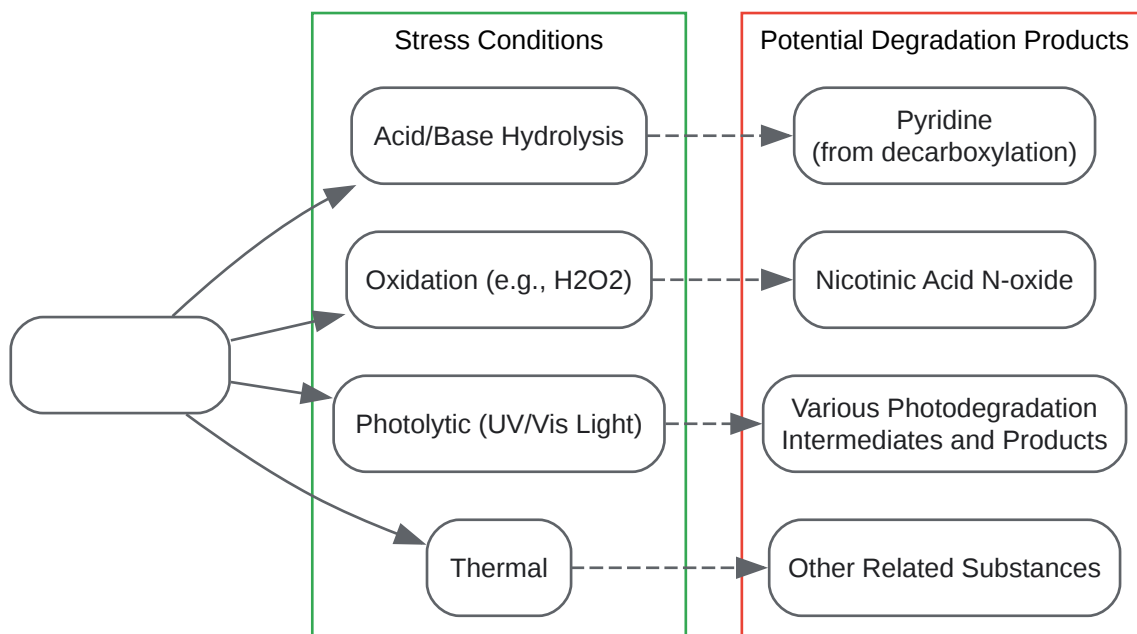 Stress Conditions
Potential Degradation Products
Acid/Base Hydrolysis
Pyridine
(from decarboxylation)
Oxidation (e.g., H2O2)
Nicotinic Acid N-oxide
Photolytic (UV/Vis Light)
Various Photodegradation
Intermediates and Products
Thermal
Other Related Substances